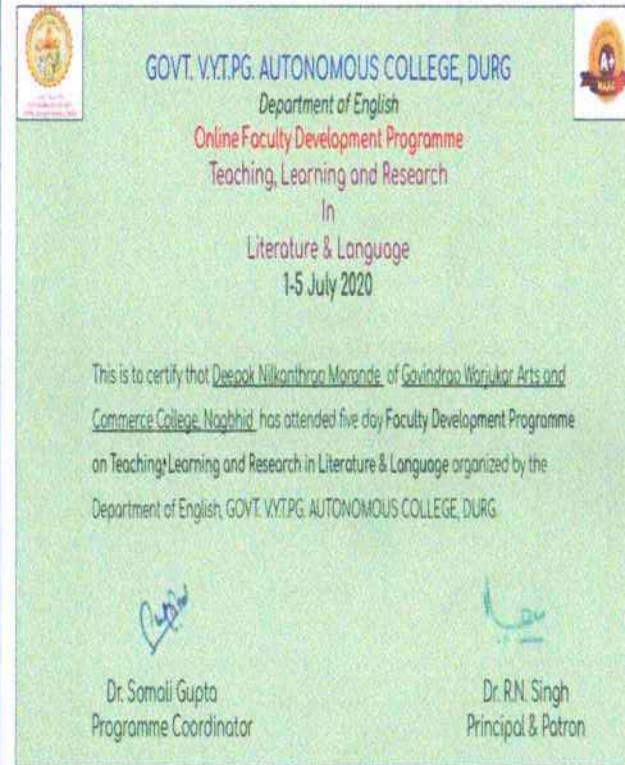 GOVT. V.Y.T.PG. AUTONOMOUS COLLEGE, DURG
Department of English
Online Faculty Development Programme
Teaching, Learning and Research
In
Literature & Language
1-5 July 2020
This is to certify that Deepak Nilkanthrao Morande of Govindrao Warjukar Arts and
Commerce College, Nagbhid has attended five day Faculty Development Programme
on Teaching, Learning and Research in Literature & Language organized by the
Department of English, GOVT. V.Y.T.PG. AUTONOMOUS COLLEGE, DURG.
Dr. Somali Gupta
Programme Coordinator
Dr. R.N. Singh
Principal & Patron
A+
NAAC